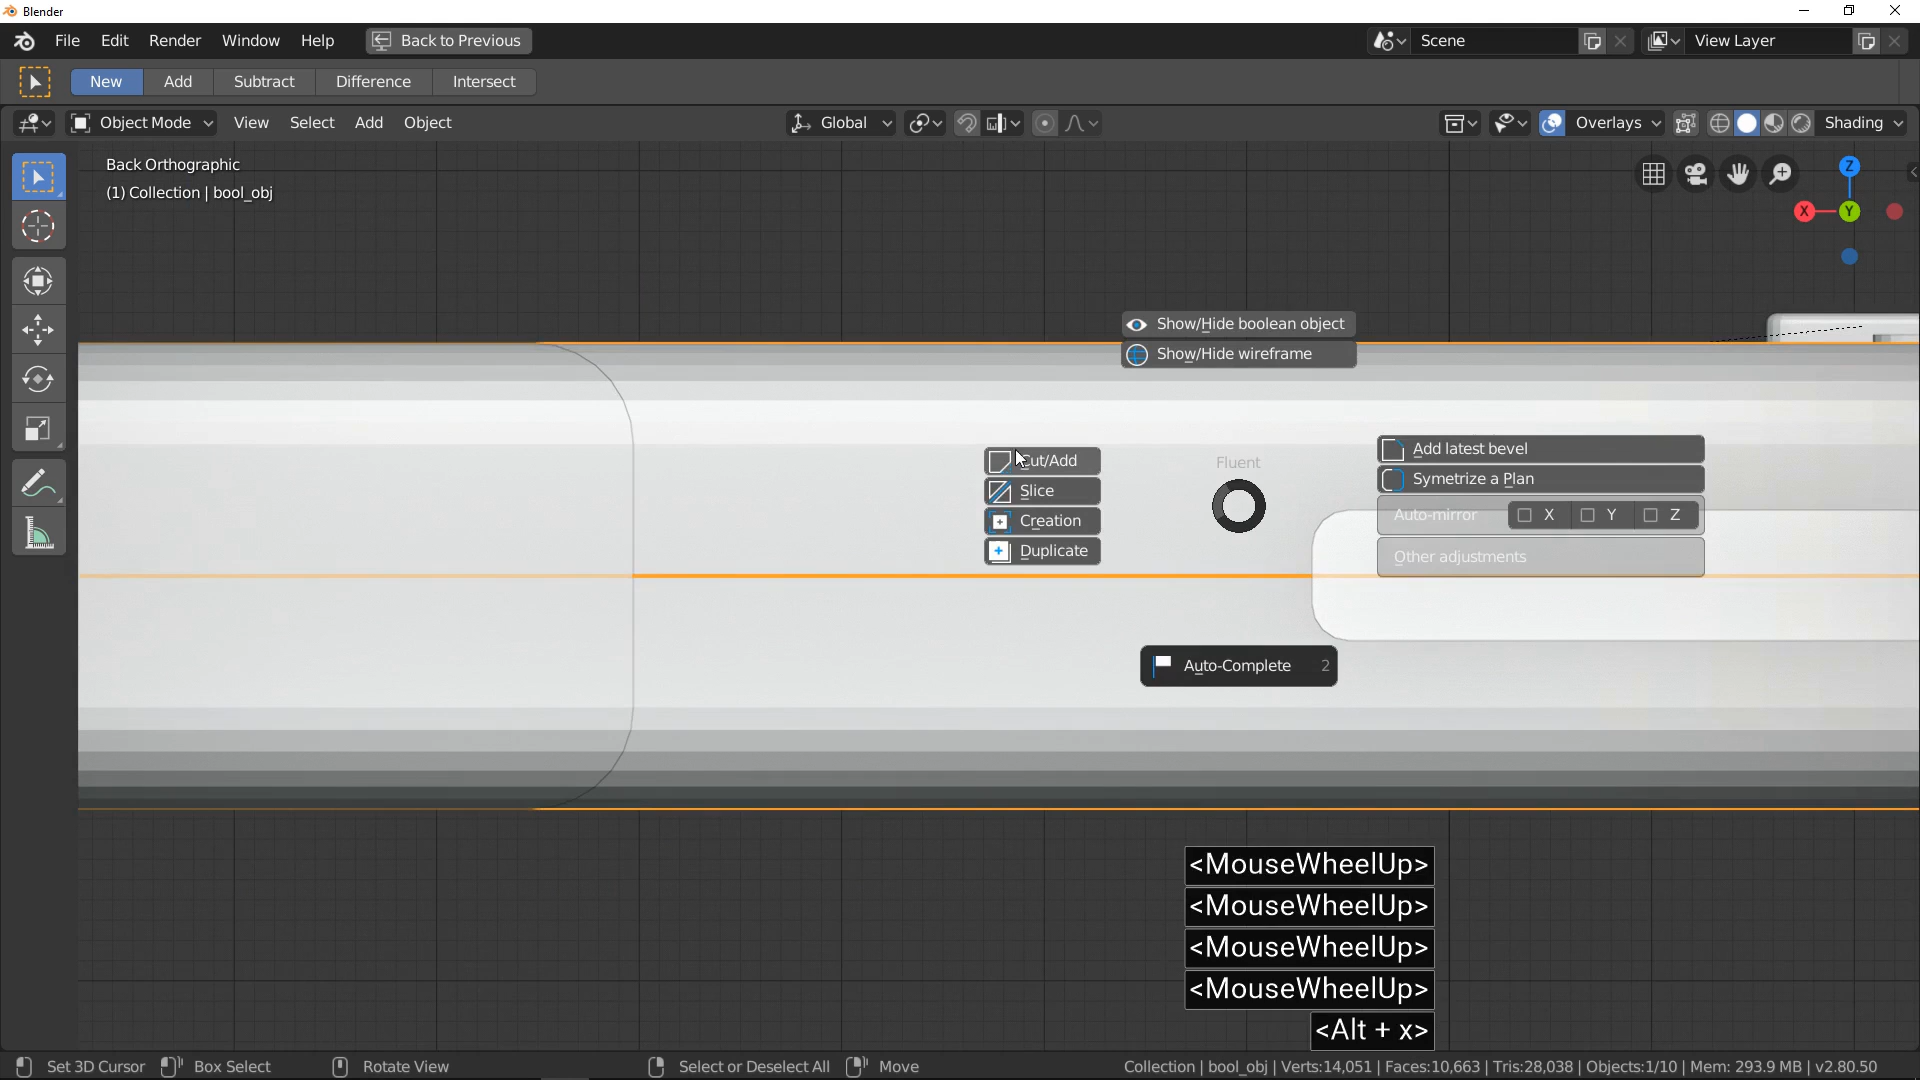 Blender
File Edit Render Window Help Back to Previous Scene View Layer
New Add Subtract Difference Intersect
Object Mode View Select Add Object Global Overlays Shading
Back Orthographic
(1) Collection | bool_obj
Z
X Y
Show/Hide boolean object
Show/Hide wireframe
Cut/Add
Slice
Creation
Duplicate
Fluent
Add latest bevel
Symetrize a Plan
Auto-mirror X Y Z
Other adjustments
Auto-Complete 2
<MouseWheelUp>
<MouseWheelUp>
<MouseWheelUp>
<MouseWheelUp>
<Alt + x>
Set 3D Cursor Box Select Rotate View Select or Deselect All Move Collection | bool_obj | Verts:14,051 | Faces:10,663 | Tris:28,038 | Objects:1/10 | Mem: 293.9 MB | v2.80.50